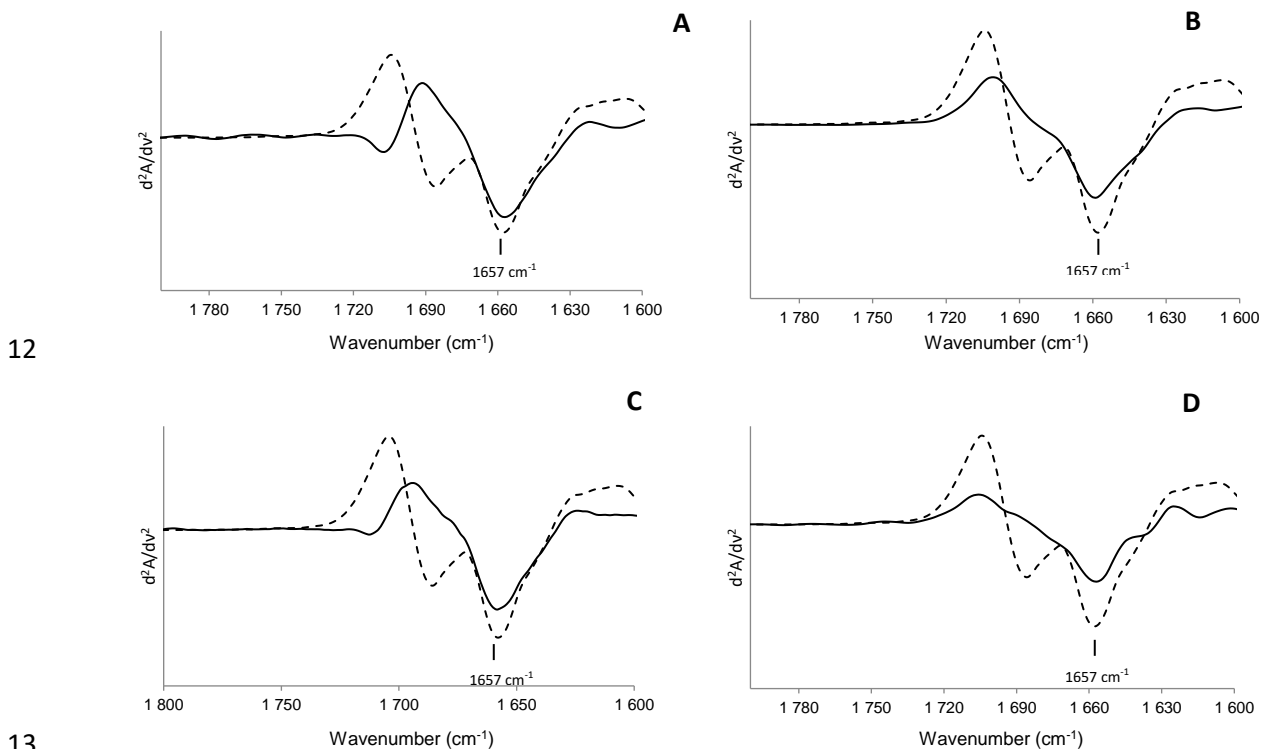 A
d²A/dv²
1657 cm⁻¹
1 780 1 750 1 720 1 690 1 660 1 630 1 600
Wavenumber (cm⁻¹)
B
d²A/dv²
1657 cm⁻¹
1 780 1 750 1 720 1 690 1 660 1 630 1 600
Wavenumber (cm⁻¹)
12
C
d²A/dv²
1657 cm⁻¹
1 800 1 750 1 700 1 650 1 600
Wavenumber (cm⁻¹)
D
d²A/dv²
1657 cm⁻¹
1 780 1 750 1 720 1 690 1 660 1 630 1 600
Wavenumber (cm⁻¹)
13